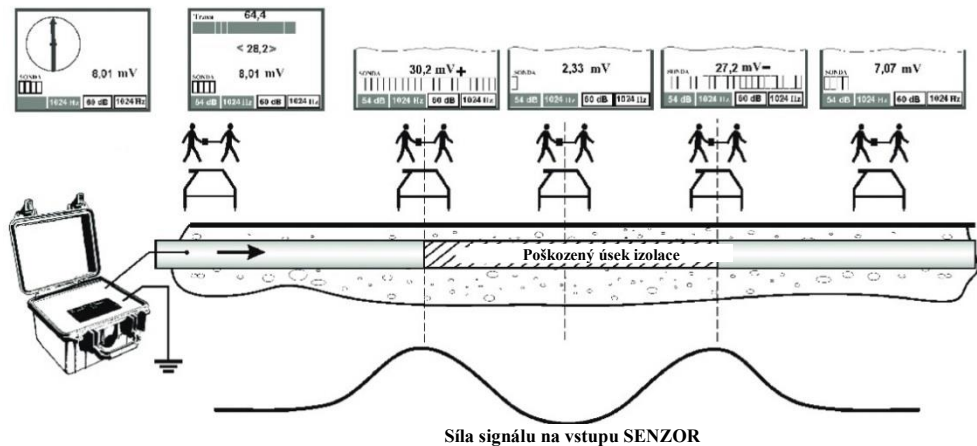 SONDA
8,01 mV
1024 Hz 60 dB 1024 Hz
Trasa 64,4
< 28,2>
SONDA 8,01 mV
54 dB 1024 Hz 60 dB 1024 Hz
30,2 mV+
SONDA
54 dB 1024 Hz 60 dB 1024 Hz
2,33 mV
SONDA
54 dB 1024 Hz 60 dB 1024 Hz
27,2 mV−
SONDA
54 dB 1024 Hz 60 dB 1024 Hz
7,07 mV
SONDA
54 dB 1024 Hz 60 dB 1024 Hz
Poškozený úsek izolace
Síla signálu na vstupu SENZOR